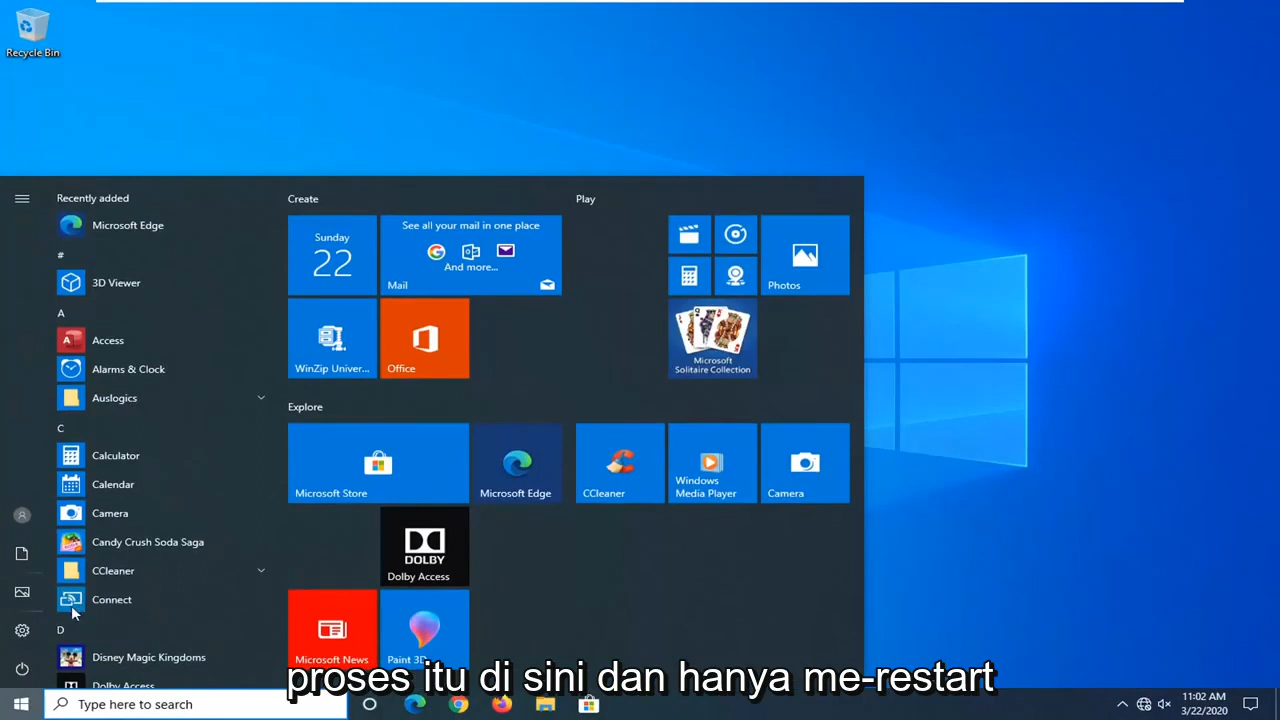 Recycle Bin
Recently added
Microsoft Edge
#
3D Viewer
A
Access
Alarms & Clock
Auslogics
C
Calculator
Calendar
Camera
Candy Crush Soda Saga
CCleaner
Connect
D
Disney Magic Kingdoms
Dolby Access
Create
Sunday
22
See all your mail in one place
And more...
Mail
WinZip Univer...
Office
Explore
Microsoft Store
Microsoft Edge
DOLBY
Dolby Access
Microsoft News
Paint 3D
Play
Photos
Microsoft
Solitaire Collection
CCleaner
Windows
Media Player
Camera
proses itu di sini dan hanya me-restart
Type here to search
11:02 AM
3/22/2020